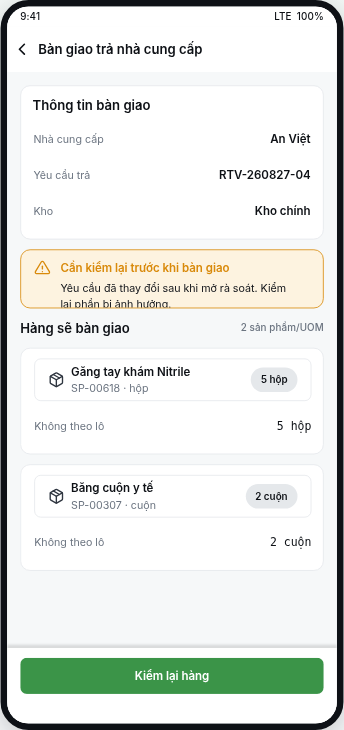 9:41
LTE 100%
Bàn giao trả nhà cung cấp
Thông tin bàn giao
Nhà cung cấp
An Việt
Yêu cầu trả
RTV-260827-04
Kho
Kho chính
Cần kiểm lại trước khi bàn giao
Yêu cầu đã thay đổi sau khi mở rà soát. Kiểm
lại phần bị ảnh hưởng.
Hàng sẽ bàn giao
2 sản phẩm/UOM
Găng tay khám Nitrile
SP-00618 · hộp
5 hộp
Không theo lô
5 hộp
Băng cuộn y tế
SP-00307 · cuộn
2 cuộn
Không theo lô
2 cuộn
Kiểm lại hàng